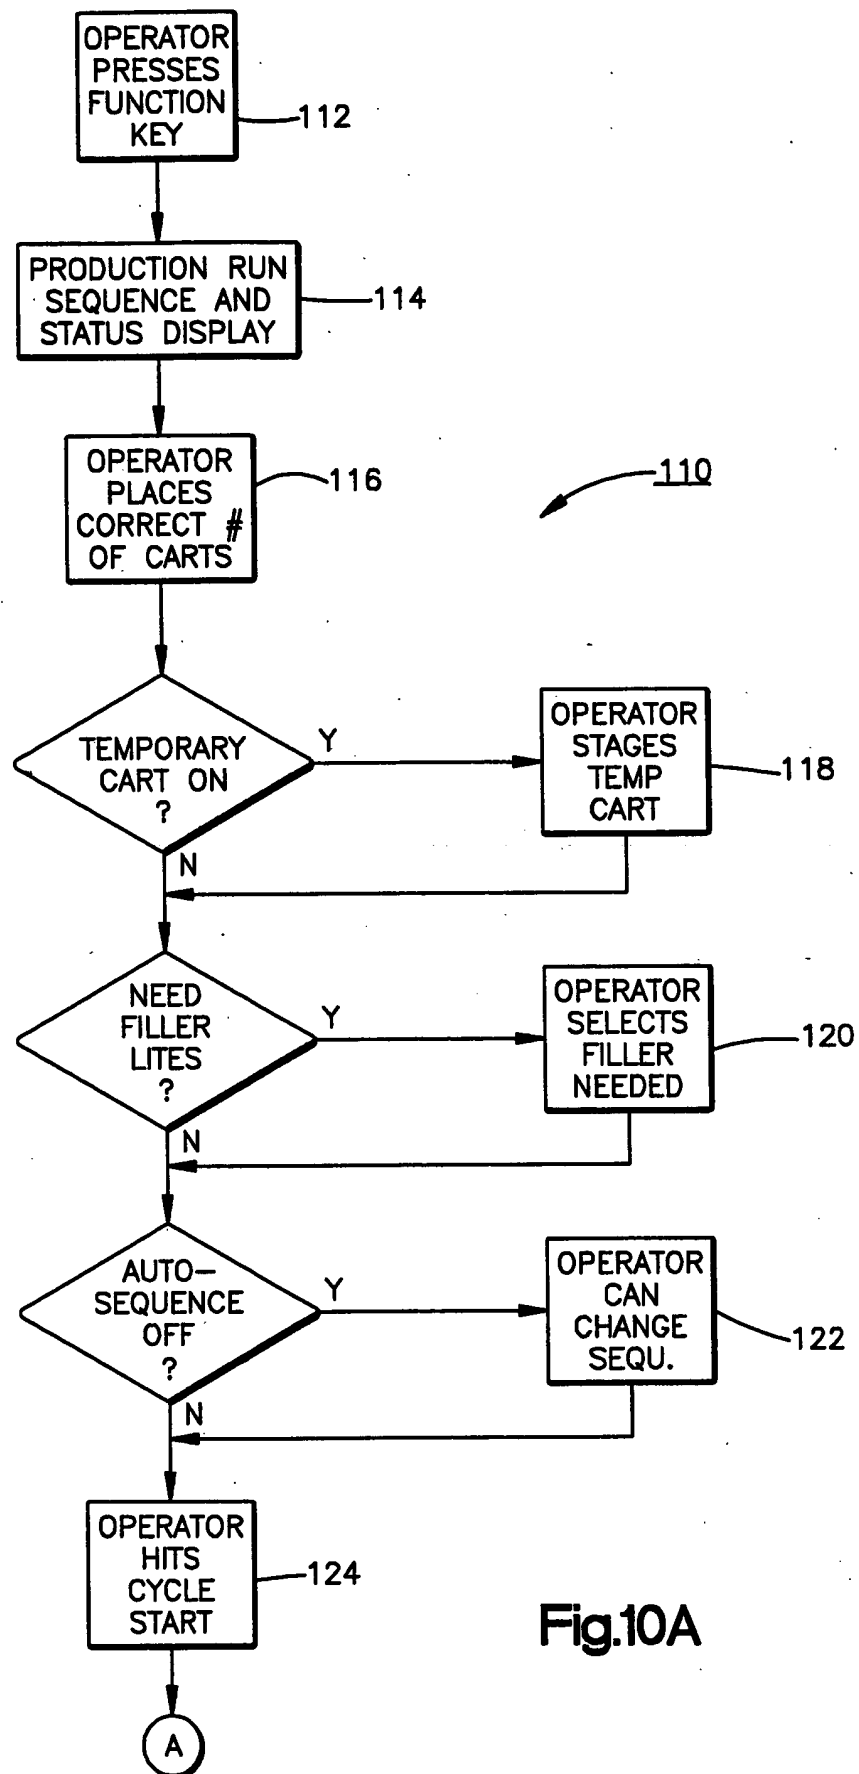 OPERATOR
PRESSES
FUNCTION
KEY
112
PRODUCTION RUN
SEQUENCE AND
STATUS DISPLAY
114
OPERATOR
PLACES
CORRECT #
OF CARTS
116
110
TEMPORARY
CART ON
?
Y
N
OPERATOR
STAGES
TEMP
CART
118
NEED
FILLER
LITES
?
Y
N
OPERATOR
SELECTS
FILLER
NEEDED
120
AUTO-
SEQUENCE
OFF
?
Y
N
OPERATOR
CAN
CHANGE
SEQU.
122
OPERATOR
HITS
CYCLE
START
124
A
Fig.10A